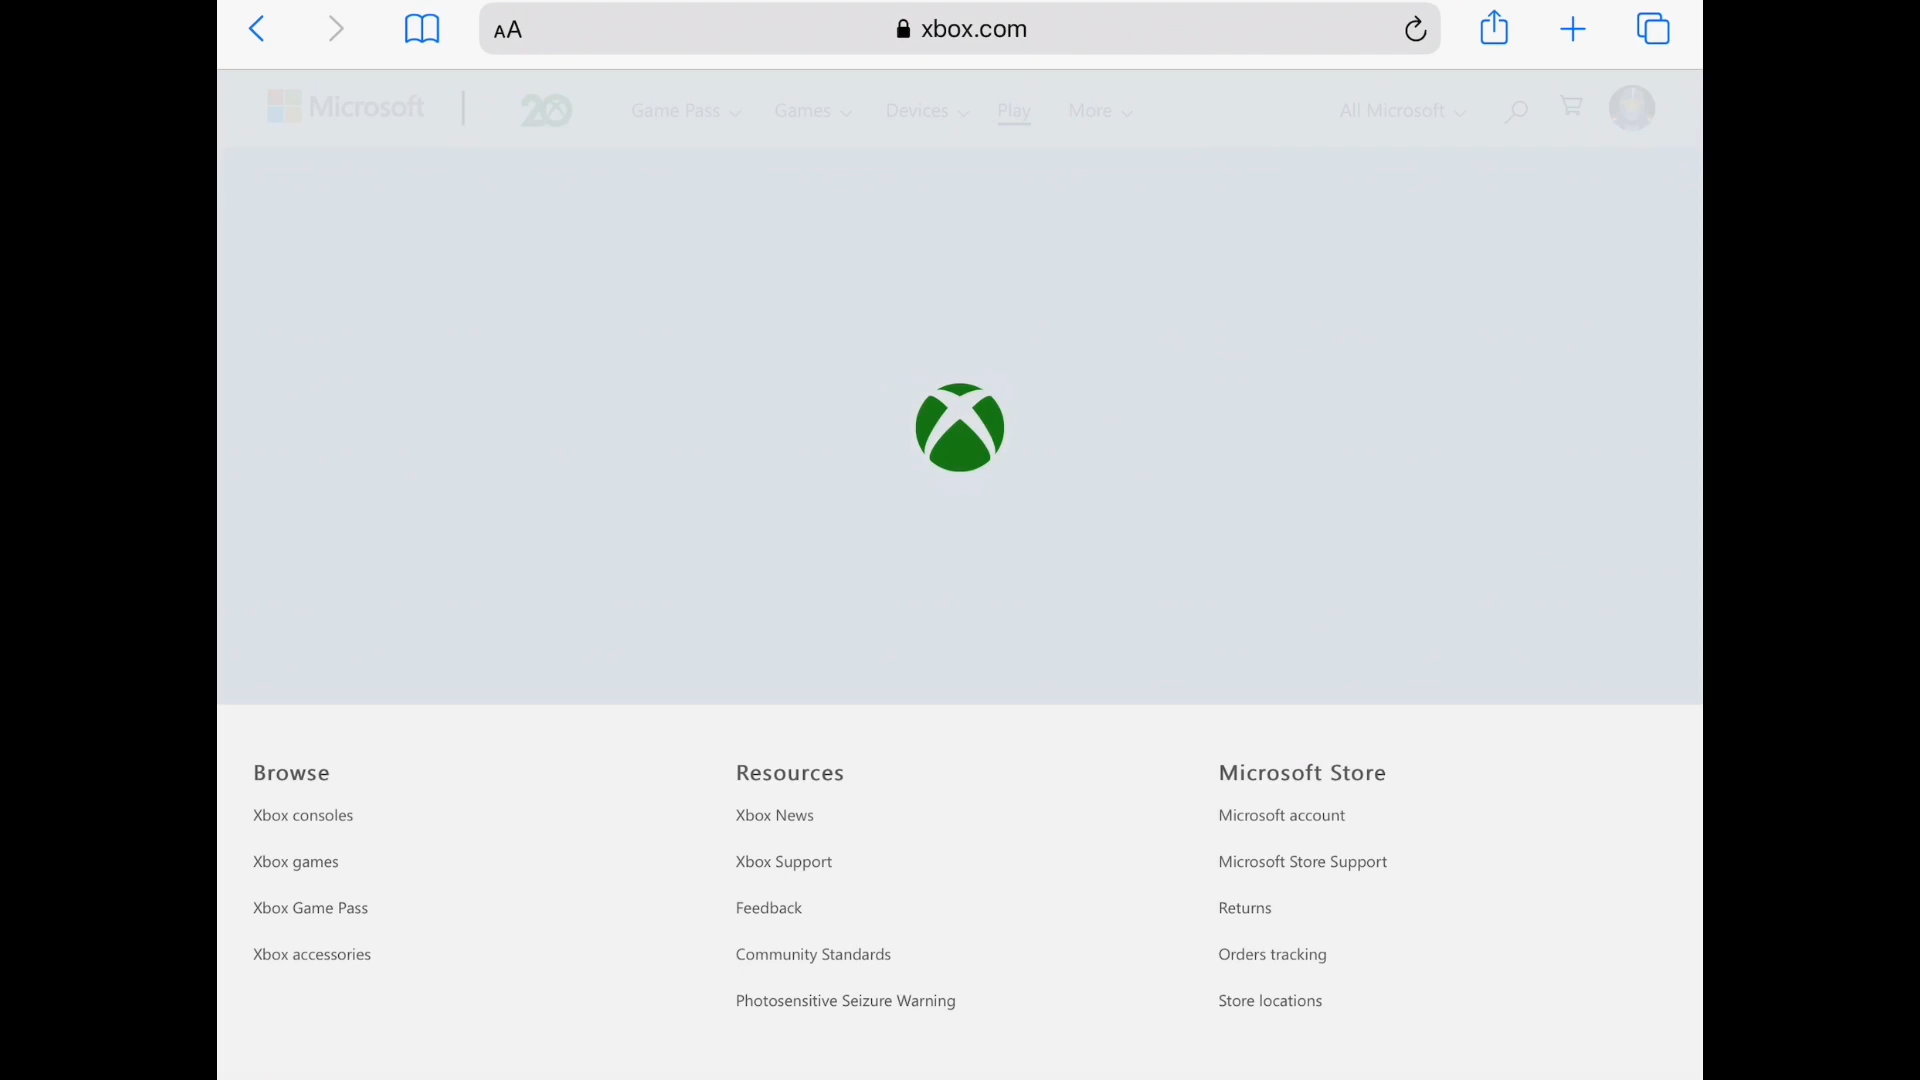 AA xbox.com
Microsoft 20 Game Pass Games Devices Play More All Microsoft
Browse
Xbox consoles
Xbox games
Xbox Game Pass
Xbox accessories
Resources
Xbox News
Xbox Support
Feedback
Community Standards
Photosensitive Seizure Warning
Microsoft Store
Microsoft account
Microsoft Store Support
Returns
Orders tracking
Store locations